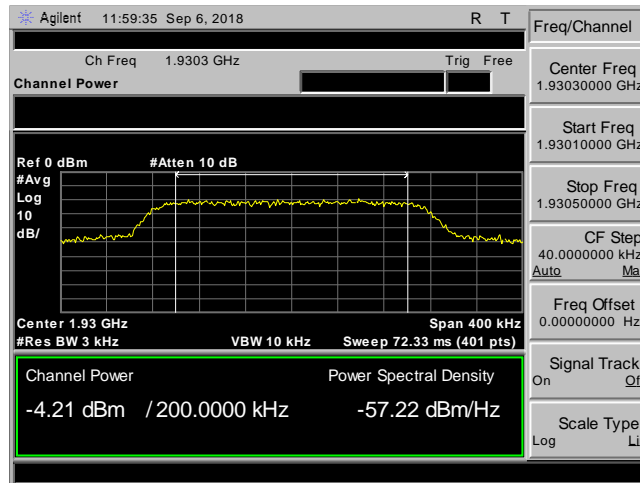 Agilent 11:59:35 Sep 6, 2018 R T
Freq/Channel
Ch Freq 1.9303 GHz Trig Free
Channel Power
Center Freq
1.93030000 GHz
Start Freq
1.93010000 GHz
Stop Freq
1.93050000 GHz
CF Step
40.0000000 kHz
Auto Ma
Freq Offset
0.00000000 Hz
Signal Track
On Of
Scale Type
Log Li
Ref 0 dBm #Atten 10 dB
#Avg
Log
10
dB/
Center 1.93 GHz Span 400 kHz
#Res BW 3 kHz VBW 10 kHz Sweep 72.33 ms (401 pts)
Channel Power Power Spectral Density
-4.21 dBm / 200.0000 kHz -57.22 dBm/Hz